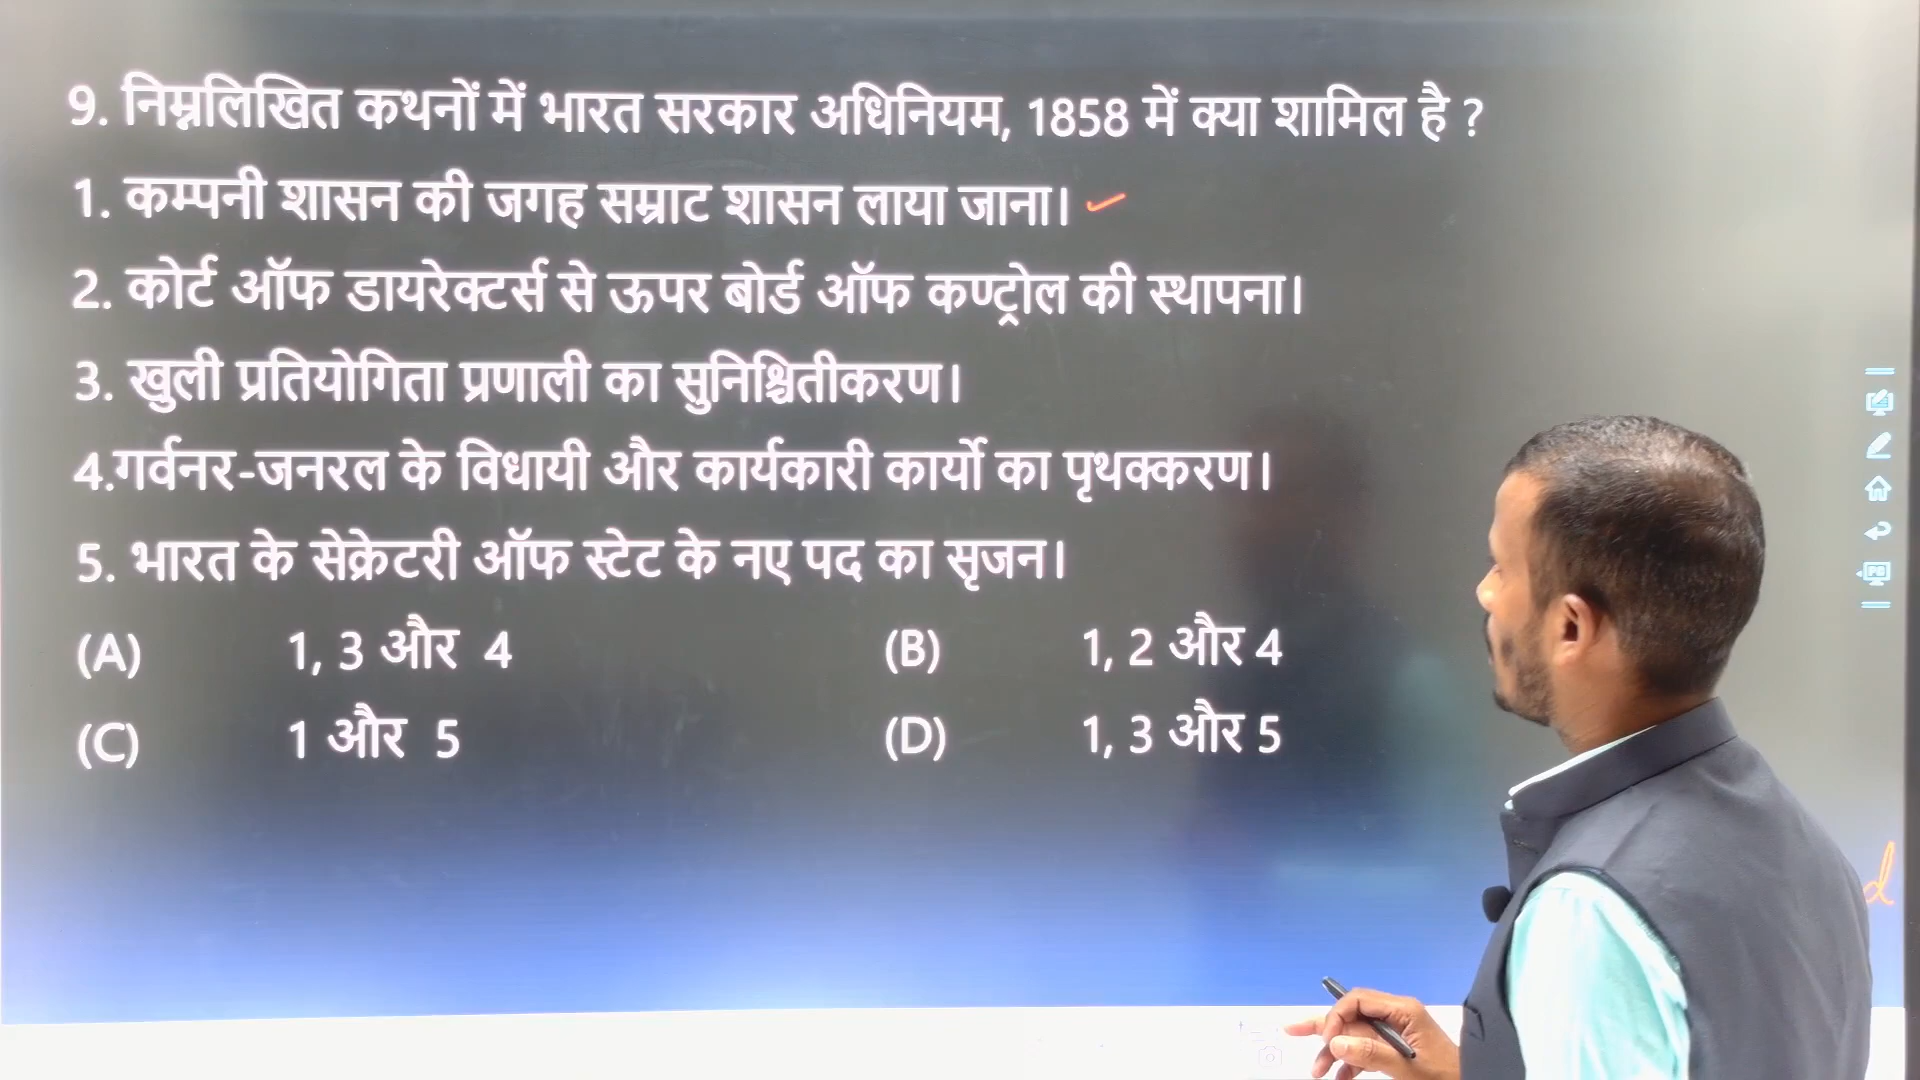 9. निम्नलिखित कथनों में भारत सरकार अधिनियम, 1858 में क्या शामिल है ?
1. कम्पनी शासन की जगह सम्राट शासन लाया जाना।
2. कोर्ट ऑफ डायरेक्टर्स से ऊपर बोर्ड ऑफ कण्ट्रोल की स्थापना।
3. खुली प्रतियोगिता प्रणाली का सुनिश्चितीकरण।
4.गर्वनर-जनरल के विधायी और कार्यकारी कार्यो का पृथक्करण।
5. भारत के सेक्रेटरी ऑफ स्टेट के नए पद का सृजन।
(A) 1, 3 और 4 (B) 1, 2 और 4
(C) 1 और 5 (D) 1, 3 और 5
d